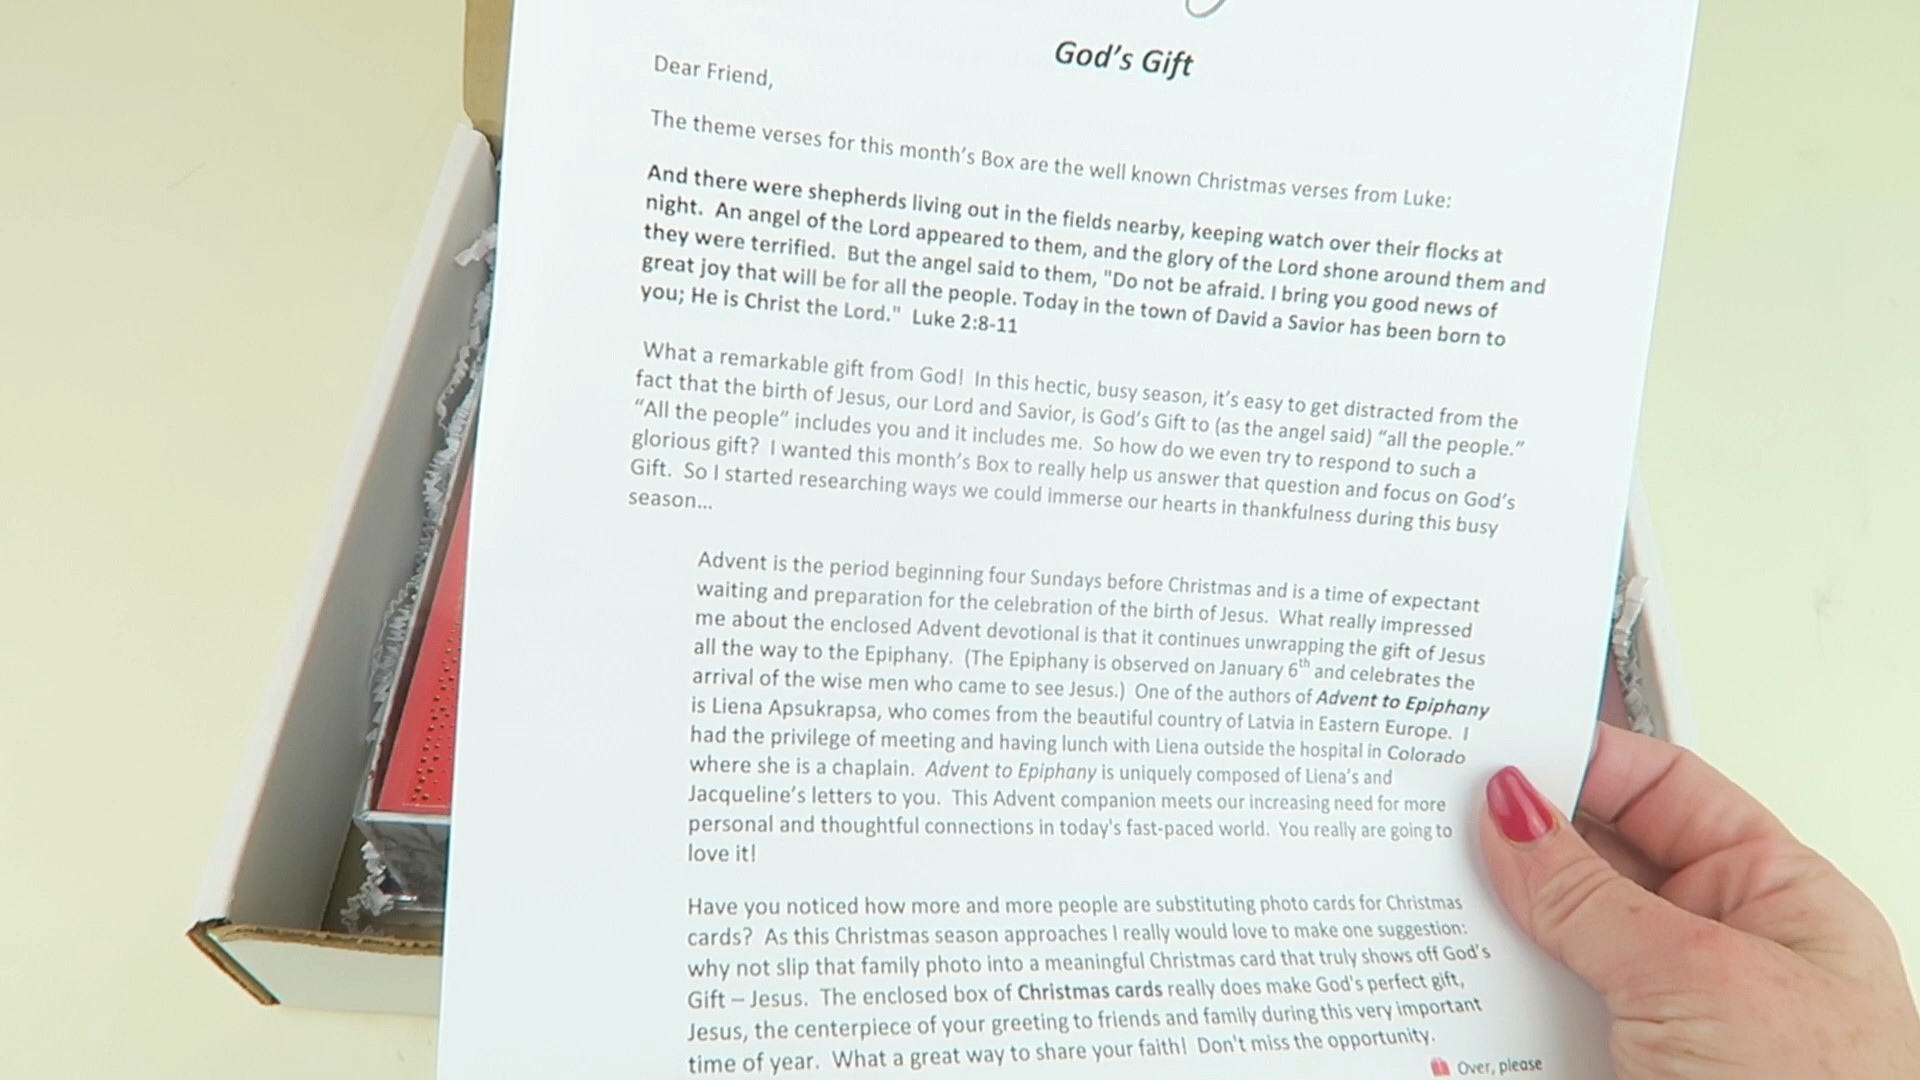 God's Gift
Dear Friend,
The theme verses for this month's Box are the well known Christmas verses from Luke:
And there were shepherds living out in the fields nearby, keeping watch over their flocks at
night. An angel of the Lord appeared to them, and the glory of the Lord shone around them and
they were terrified. But the angel said to them, "Do not be afraid. I bring you good news of
great joy that will be for all the people. Today in the town of David a Savior has been born to
you; He is Christ the Lord." Luke 2:8-11
What a remarkable gift from God! In this hectic, busy season, it's easy to get distracted from the
fact that the birth of Jesus, our Lord and Savior, is God's Gift to (as the angel said) “all the people.”
“All the people” includes you and it includes me. So how do we even try to respond to such a
glorious gift? I wanted this month's Box to really help us answer that question and focus on God's
Gift. So I started researching ways we could immerse our hearts in thankfulness during this busy
season...
Advent is the period beginning four Sundays before Christmas and is a time of expectant
waiting and preparation for the celebration of the birth of Jesus. What really impressed
me about the enclosed Advent devotional is that it continues unwrapping the gift of Jesus
all the way to the Epiphany. (The Epiphany is observed on January 6th and celebrates the
arrival of the wise men who came to see Jesus.) One of the authors of Advent to Epiphany
is Liena Apsukrapsa, who comes from the beautiful country of Latvia in Eastern Europe. I
had the privilege of meeting and having lunch with Liena outside the hospital in Colorado
where she is a chaplain. Advent to Epiphany is uniquely composed of Liena's and
Jacqueline's letters to you. This Advent companion meets our increasing need for more
personal and thoughtful connections in today's fast-paced world. You really are going to
love it!
Have you noticed how more and more people are substituting photo cards for Christmas
cards? As this Christmas season approaches I really would love to make one suggestion:
why not slip that family photo into a meaningful Christmas card that truly shows off God's
Gift – Jesus. The enclosed box of Christmas cards really does make God's perfect gift,
Jesus, the centerpiece of your greeting to friends and family during this very important
time of year. What a great way to share your faith! Don't miss the opportunity.
Over, please